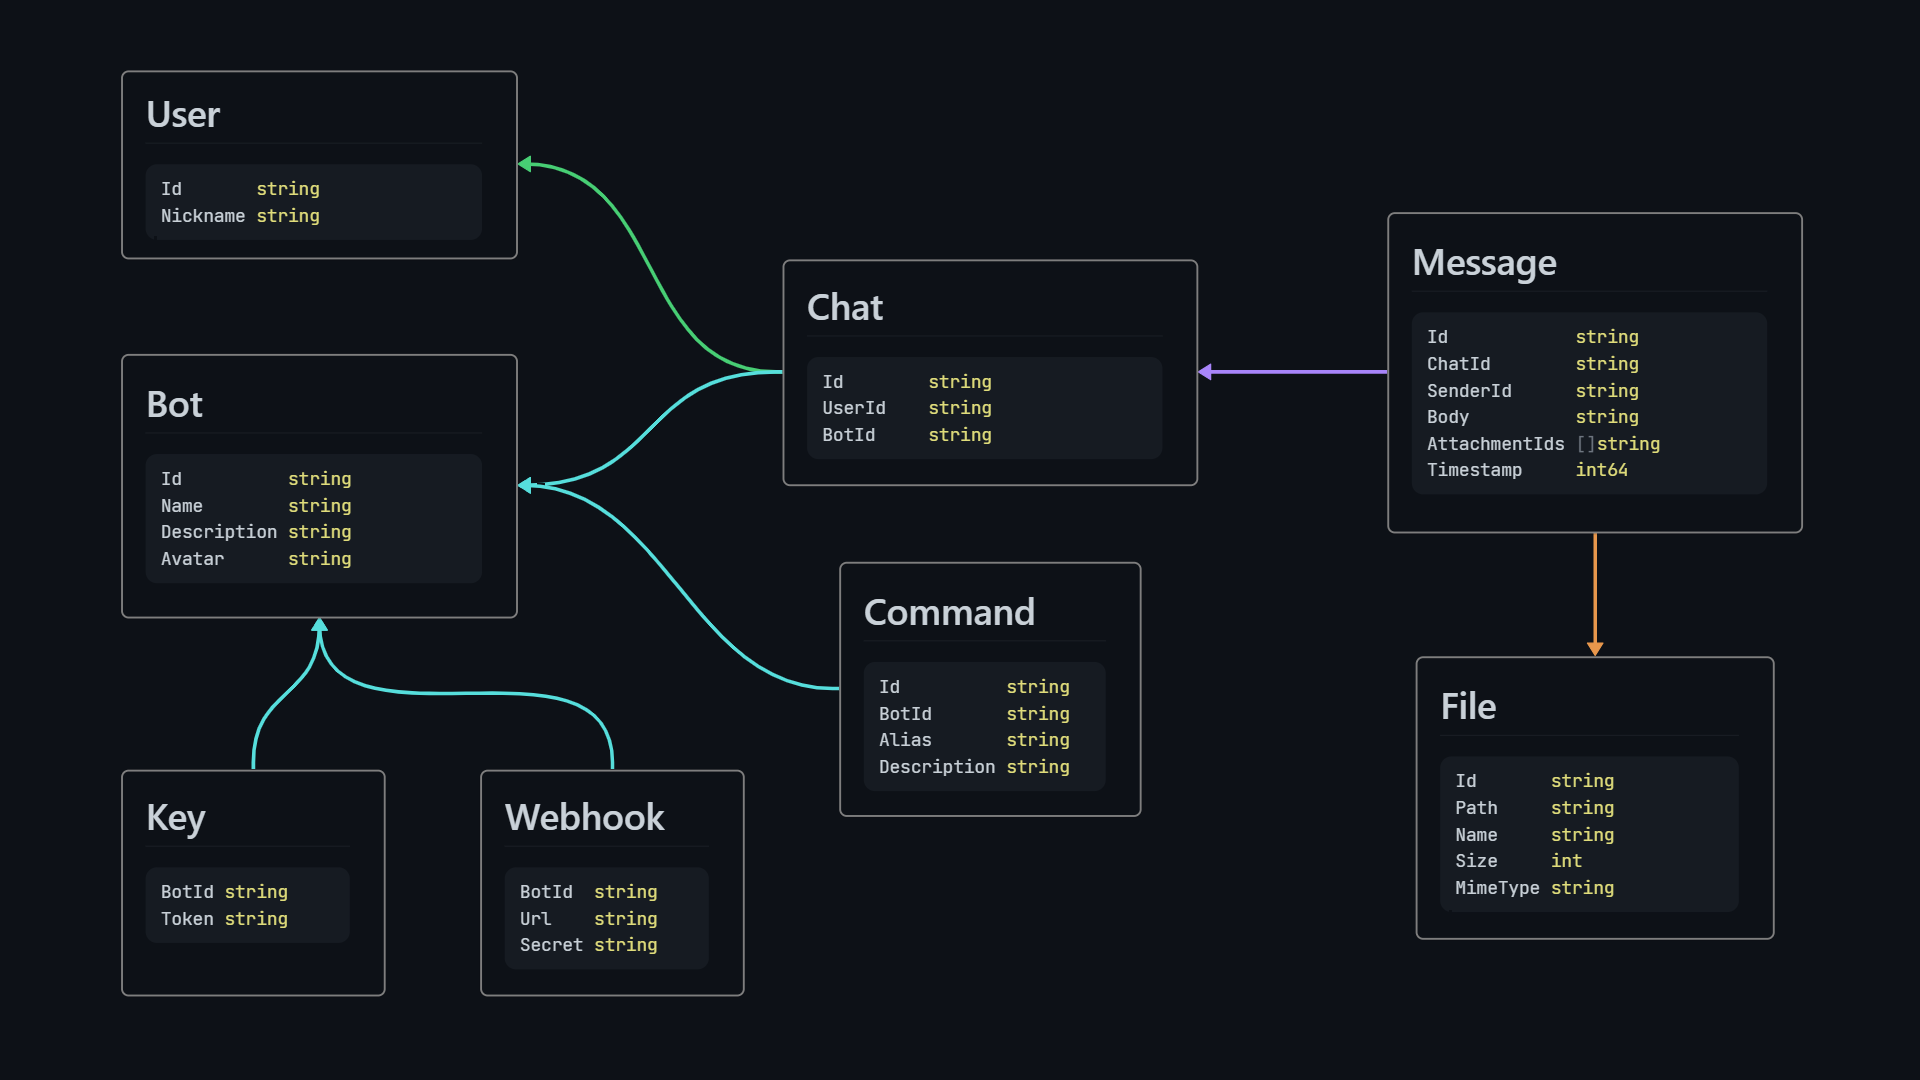 User
Id string
Nickname string
Bot
Id string
Name string
Description string
Avatar string
Key
BotId string
Token string
Webhook
BotId string
Url string
Secret string
Chat
Id string
UserId string
BotId string
Command
Id string
BotId string
Alias string
Description string
Message
Id string
ChatId string
SenderId string
Body string
AttachmentIds []string
Timestamp int64
File
Id string
Path string
Name string
Size int
MimeType string